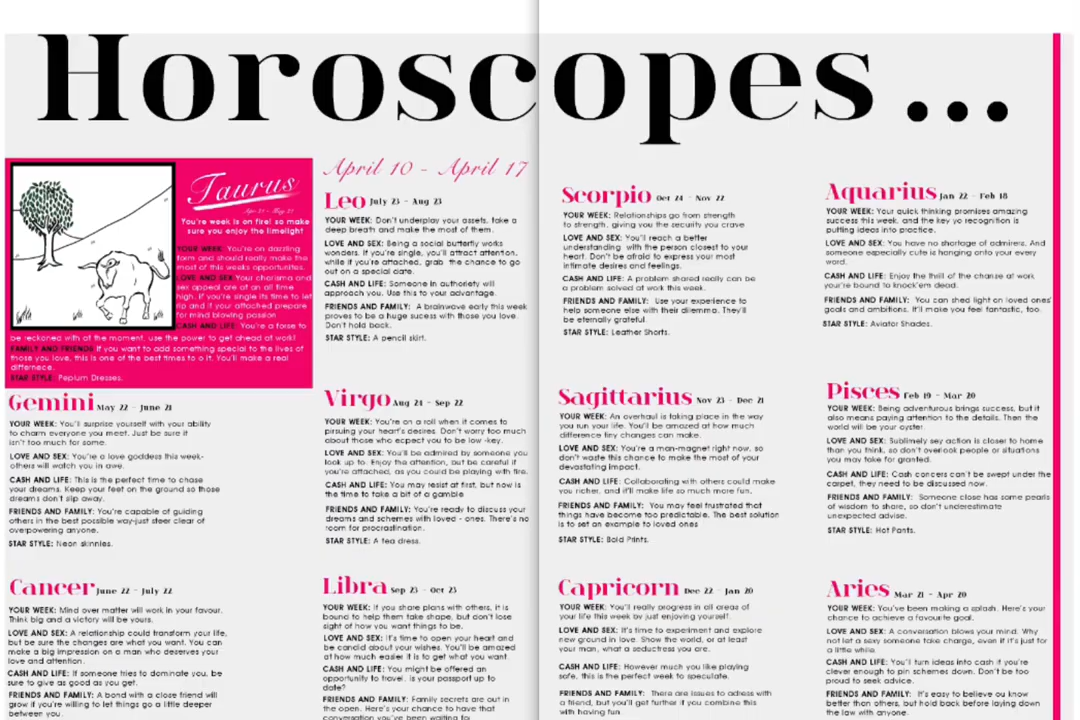 Horoscopes...
Taurus
Apr 21 - May 21
You're week is on fire! so make
sure you enjoy the limelight!
YOUR WEEK: You're on dazzling
form and should really make the
most of this weeks opportunities.
LOVE AND SEX: Your charisma and
sex appeal are at an all time
high. If you're single its time to let
rip and if your attached prepare
for mind blowing passion
CASH AND LIFE: You're a forse to
be reckoned with at the moment, use the power to get ahead at work!
FAMILY AND FRIENDS: If you want to add something special to the lives of
those you love, this is one of the best times to o it. You'll make a real
differnece.
STAR STYLE: Peplum Dresses.
Gemini May 22 - June 21
YOUR WEEK: You'll surprise yourself with your ability
to charm everyone you meet. Just be sure it
isn't too much for some.
LOVE AND SEX: You're a love goddess this week-
others will watch you in awe.
CASH AND LIFE: This is the perfect time to chase
your dreams. Keep your feet on the ground so those
dreams don't slip away.
FRIENDS AND FAMILY: You're capable of guiding
others in the best possible way-just steer clear of
overpowering anyone.
STAR STYLE: Neon skinnies.
Cancer June 22 - July 22
YOUR WEEK: Mind over matter will work in your favour.
Think big and a victory will be yours.
LOVE AND SEX: A relationship could transform your life,
but be sure the changes are what you want. You can
make a big impression on a man who deserves your
love and attention.
CASH AND LIFE: If someone tries to dominate you, be
sure to give as good as you get.
FRIENDS AND FAMILY: A bond with a close friend will
grow if you're willing to let things go a little deeper
between you.
April 10 - April 17
Leo July 23 - Aug 23
YOUR WEEK: Don't underplay your assets, take a
deep breath and make the most of them.
LOVE AND SEX: Being a social butterfly works
wonders. If you're single, you'll attract attention,
while if you're attached, grab the chance to go
out on a special date.
CASH AND LIFE: Someone in authoriety will
approach you. Use this to your advantage.
FRIENDS AND FAMILY: A brainwave early this week
proves to be a huge sucess with those you love.
Don't hold back.
STAR STYLE: A pencil skirt.
Virgo Aug 24 - Sep 22
YOUR WEEK: You're on a roll when it comes to
pirsuing your heart's desires. Don't worry too much
about those who ecpect you to be low -key.
LOVE AND SEX: You'll be admired by someone you
look up to. Enjoy the attention, but be careful if
you're attached, as you could be playing with fire.
CASH AND LIFE: You may resist at first, but now is
the time to take a bit of a gamble
FRIENDS AND FAMILY: You're ready to discuss your
dreams and schemes with loved - ones. There's no
room for procrastination.
STAR STYLE: A tea dress.
Libra Sep 23 - Oct 23
YOUR WEEK: If you share plans with others, it is
bound to help them take shape, but don't lose
sight of how you want things to be.
LOVE AND SEX: It's time to open your heart and
be candid about your wishes. You'll be amazed
at how much easier it is to get what you want.
CASH AND LIFE: You might be offered an
opportunity to travel. is your passport up to
date?
FRIENDS AND FAMILY: Family secrets are out in
the open. Here's your chance to have that
conversation you've been waiting to.
Scorpio Oct 24 - Nov 22
YOUR WEEK: Relationships go from strength
to strength, giving you the security you crave
LOVE AND SEX: You'll reach a better
understanding with the person closest to your
heart. Don't be afraid to express your most
intimate desires and feelings.
CASH AND LIFE: A problem shared really can be
a problem solved at work this week.
FRIENDS AND FAMILY: Use your experience to
help someone else with their dilemma. They'll
be eternally grateful.
STAR STYLE: Leather Shorts.
Sagittarius Nov 23 - Dec 21
YOUR WEEK: An overhaul is taking place in the way
you run your life. You'll be amazed at how much
difference tiny changes can make.
LOVE AND SEX: You're a man-magnet right now, so
don't waste this chance to make the most of your
devastating impact.
CASH AND LIFE: Collaborating with others could make
you richer, and it'll make life so much more fun.
FRIENDS AND FAMILY: You may feel frustrated that
things have become too predictable. The best solution
is to set an example to loved ones
STAR STYLE: Bold Prints.
Capricorn Dec 22 - Jan 20
YOUR WEEK: You'll really progress in all areas of
your life this week by just enjoying yourself.
LOVE AND SEX: It's time to experiment and explore
new ground in love. Show the world, or at least
your man, what a seductress you are.
CASH AND LIFE: However much you like playing
safe, this is the perfect week to speculate.
FRIENDS AND FAMILY: There are issues to adress with
a friend, but you'll get further if you combine this
with having fun
Aquarius Jan 22 - Feb 18
YOUR WEEK: Your quick thinking promises amazing
success this week, and the key yo recognition is
putting ideas into practice.
LOVE AND SEX: You have no shortage of admirers. And
someone especially cute is hanging onto your every
word.
CASH AND LIFE: Enjoy the thrill of the chanse at work
your're bound to knock'em dead.
FRIENDS AND FAMILY: You can shed light on loved ones'
goals and ambitions. It'll make you feel fantastic, too.
STAR STYLE: Aviator Shades.
Pisces Feb 19 - Mar 20
YOUR WEEK: Being adventurous brings success, but it
also means paying attention to the details. Then the
world will be your oyster.
LOVE AND SEX: Sublimely sey action is closer to home
than you think, so don't overlook people or situations
you may take for granted.
CASH AND LIFE: Cash concers can't be swept under the
carpet, they need to be discussed now.
FRIENDS AND FAMILY: Someone close has some pearls
of wisdom to share, so don't underestimate
unexpected advise.
STAR STYLE: Hot Pants.
Aries Mar 21 - Apr 20
YOUR WEEK: You've been making a splash. Here's your
chance to achieve a favourite goal.
LOVE AND SEX: A conversation blows your mind. Why
not let a sexy someone take charge, even if it's just for
a little while.
CASH AND LIFE: You'll turn ideas into cash if you're
clever enough to pin schemes down. Don't be too
proud to seek advice.
FRIENDS AND FAMILY: It's easy to believe ou know
better than others, but hold back before laying down
the law with anyone.